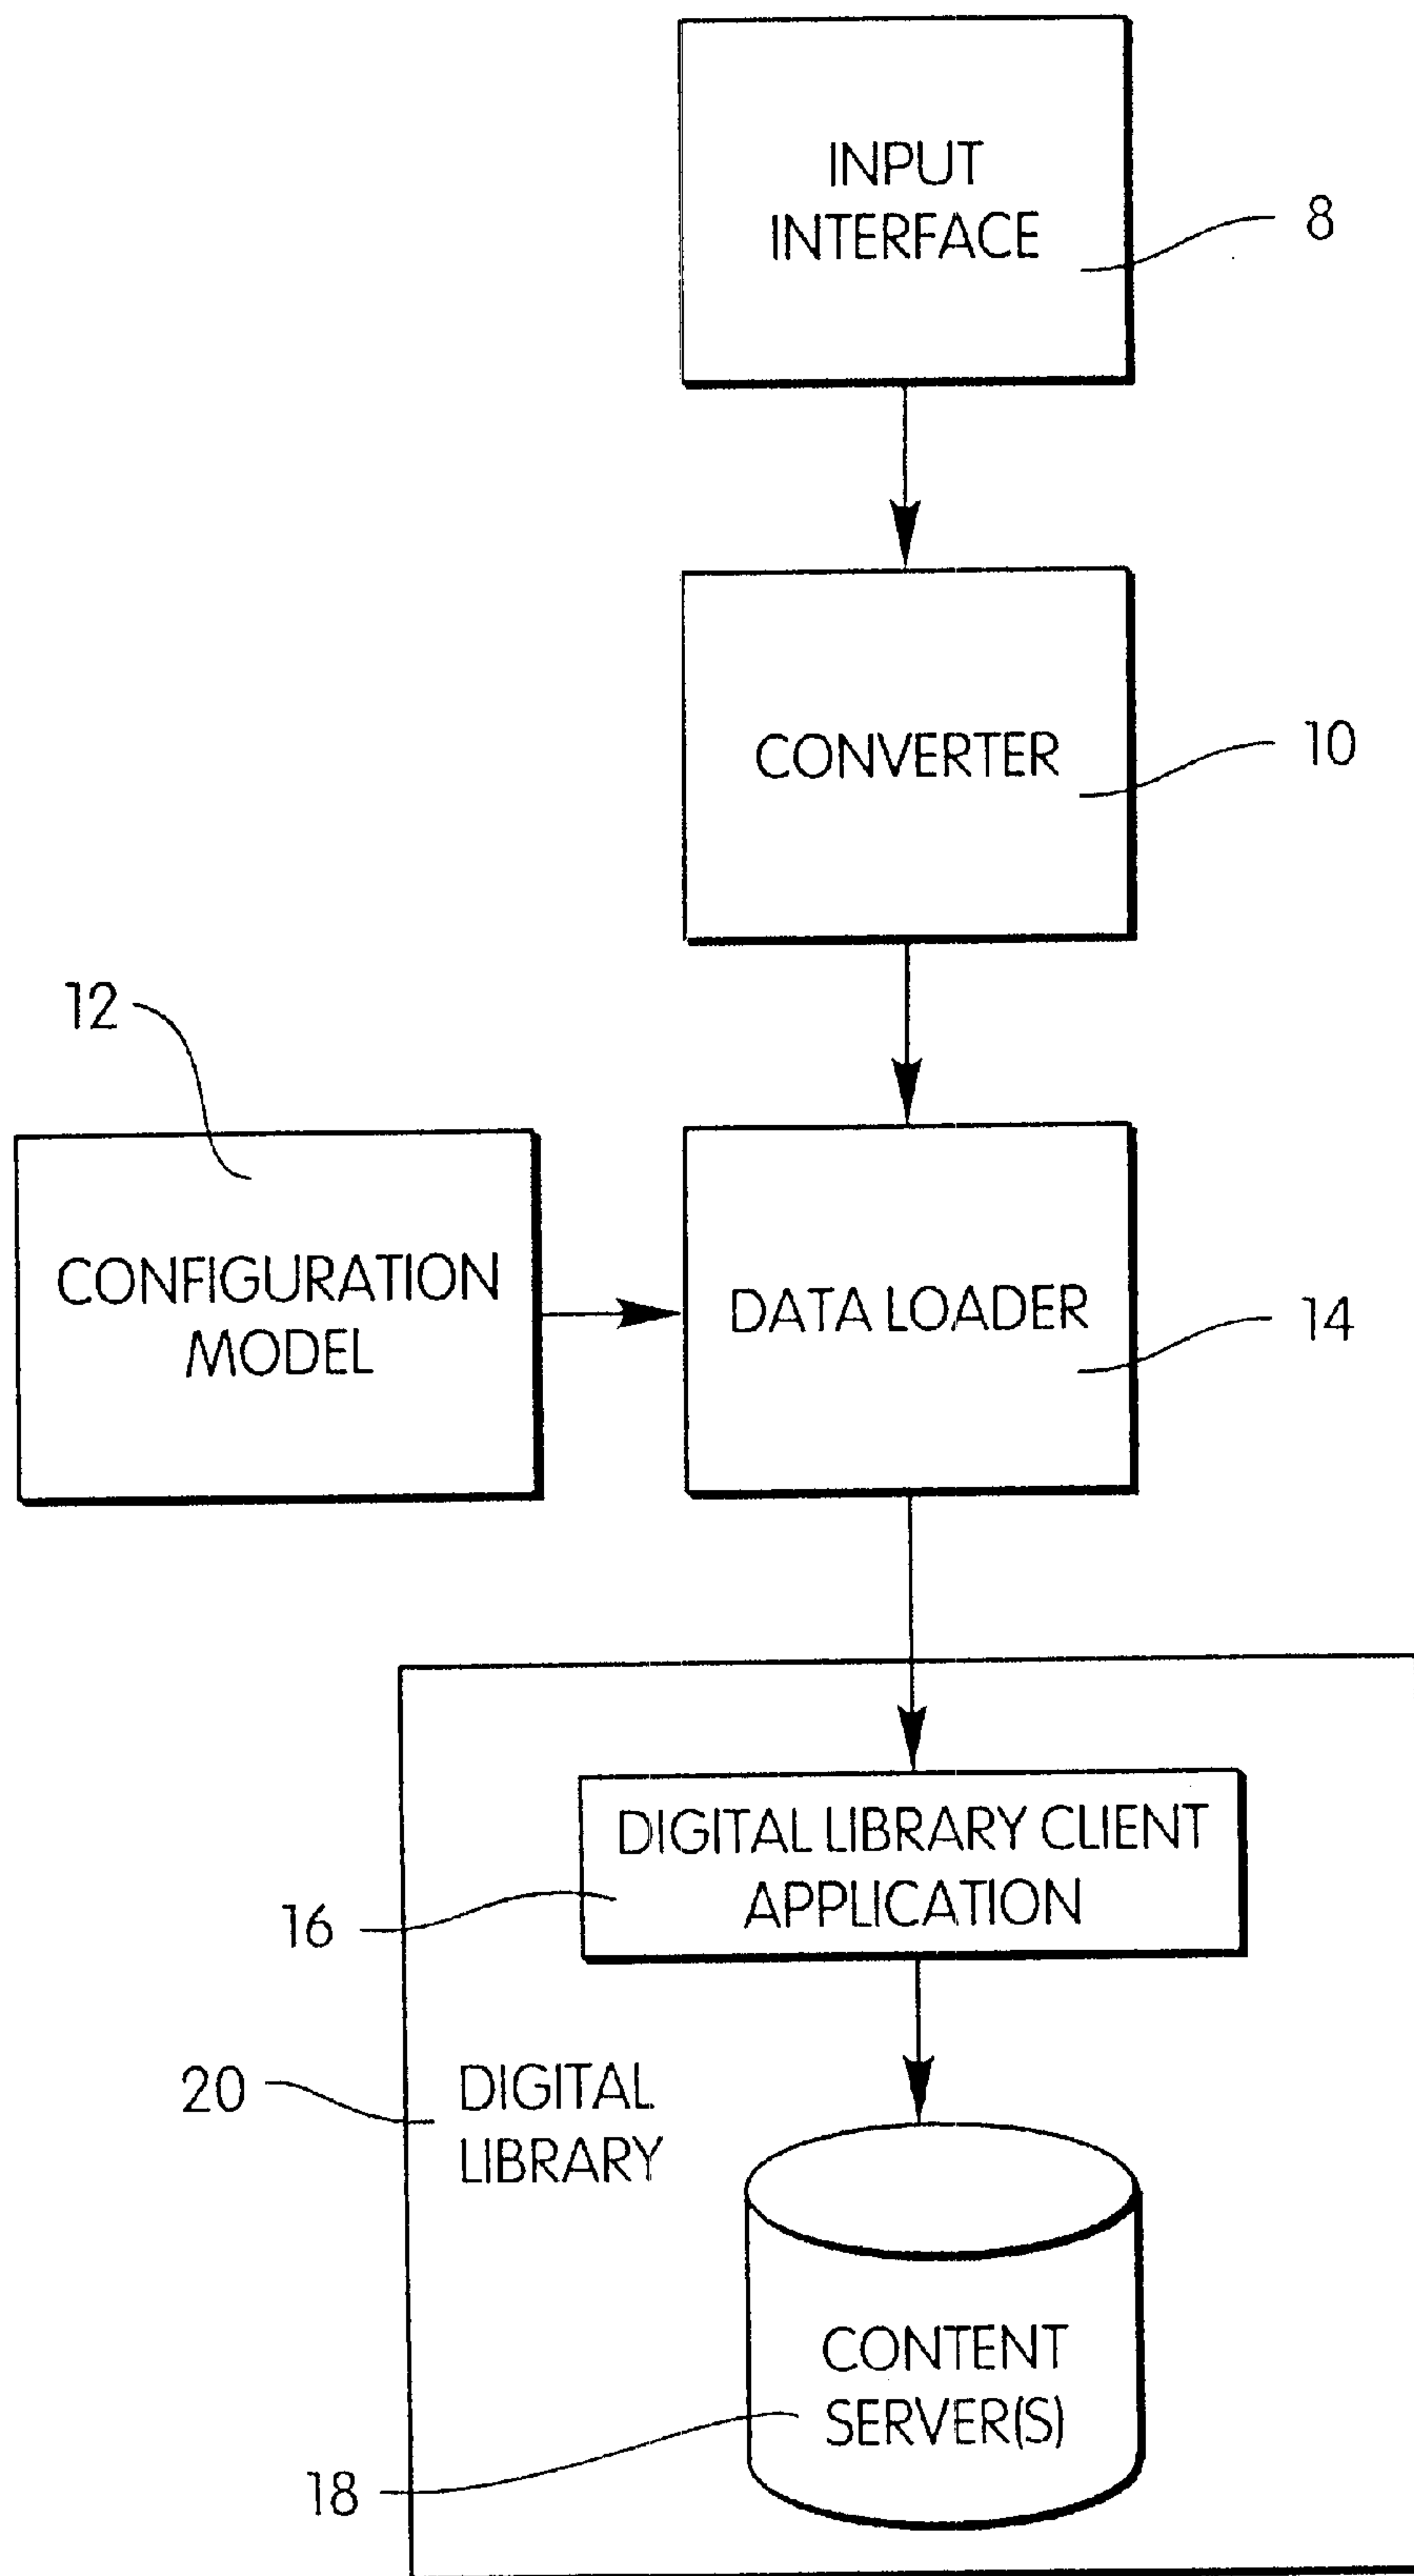 INPUT
INTERFACE
8
CONVERTER
10
12
CONFIGURATION
MODEL
DATA LOADER
14
DIGITAL LIBRARY CLIENT
APPLICATION
16
20
DIGITAL
LIBRARY
CONTENT
SERVER(S)
18